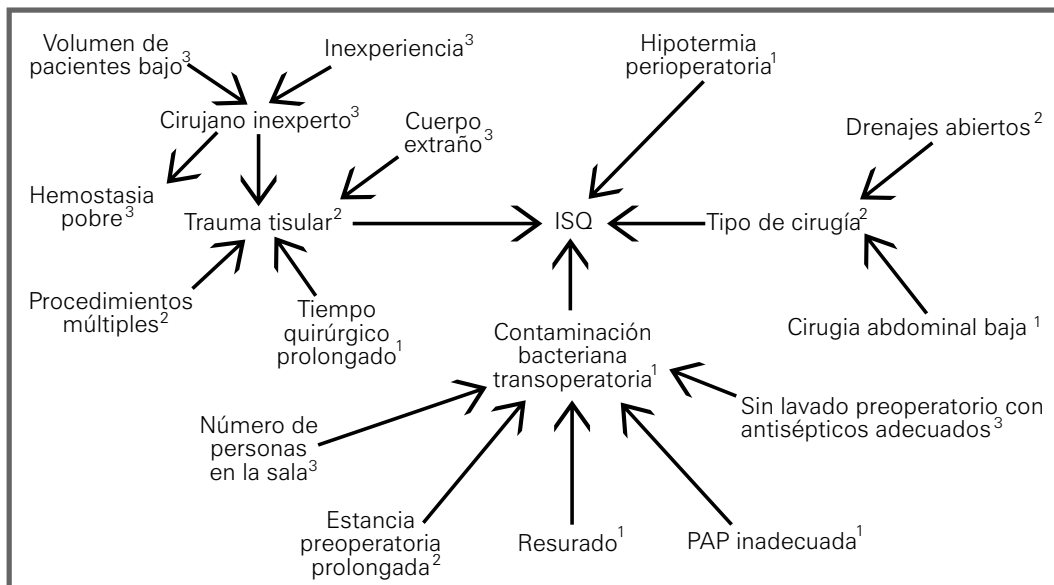 Volumen de
pacientes bajo³
Inexperiencia³
Hipotermia
perioperatoria¹
Cirujano inexperto³
Cuerpo
extraño³
Drenajes abiertos²
Hemostasia
pobre³
Trauma tisular²
ISQ
Tipo de cirugía²
Procedimientos
múltiples²
Tiempo
quirúrgico
prolongado¹
Contaminación
bacteriana
transoperatoria¹
Cirugia abdominal baja ¹
Número de
personas
en la sala³
Sin lavado preoperatorio con
antisépticos adecuados³
Estancia
preoperatoria
prolongada²
Resurado¹
PAP inadecuada¹